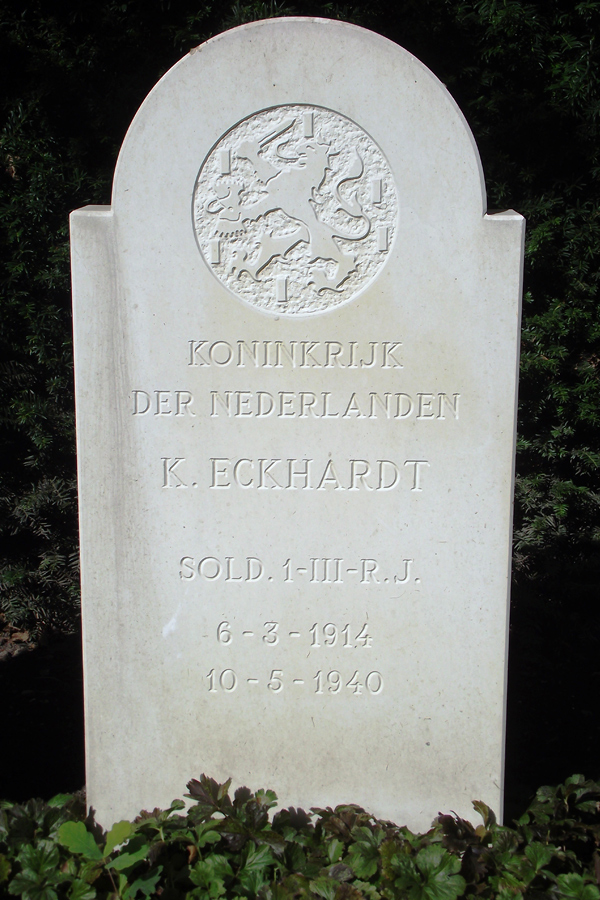 KONINKRIJK
DER NEDERLANDEN
K. ECKHARDT
SOLD. 1-III-R.J.
6-3-1914
10-5-1940